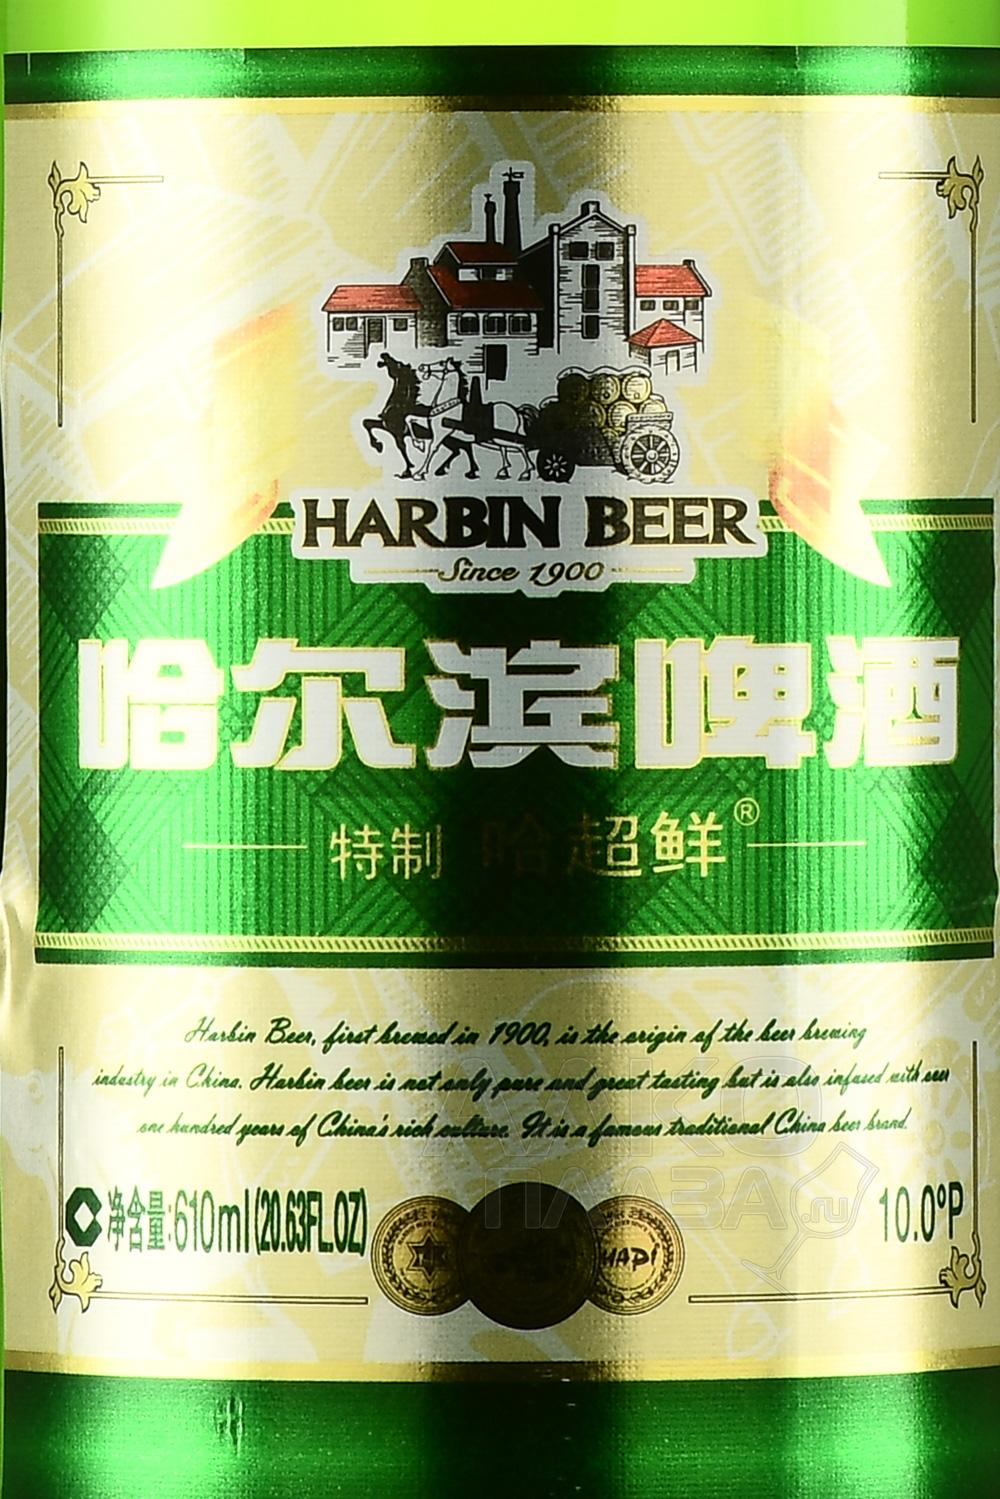 HARBIN BEER
Since 1900
哈尔滨啤酒
特制 哈超鲜®
Harbin Beer, first brewed in 1900, is the origin of the beer brewing
industry in China. Harbin beer is not only pure and great tasting but is also infused with over
one hundred years of China's rich culture. It is a famous traditional China beer brand.
净含量:610ml(20.63FL.OZ)
10.0°P
АЛКО
ПЛАЗА.ru